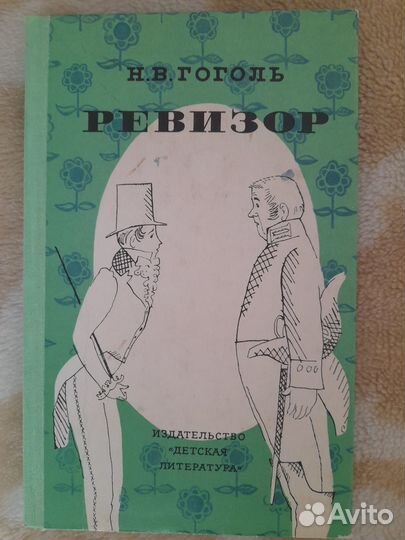 Н.В.ГОГОЛЬ
РЕВИЗОР
ИЗДАТЕЛЬСТВО
«ДЕТСКАЯ
ЛИТЕРАТУРА»
Avito